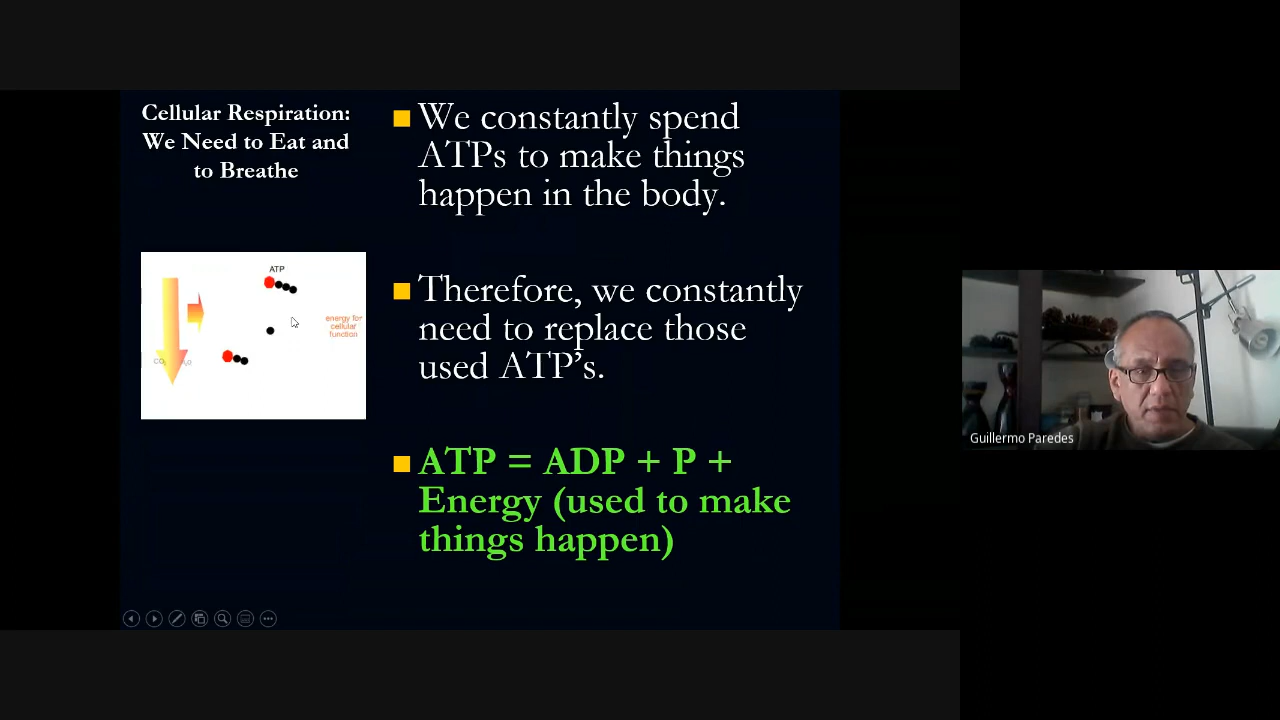 Cellular Respiration:
We Need to Eat and
to Breathe
We constantly spend
ATPs to make things
happen in the body.
Therefore, we constantly
need to replace those
used ATP’s.
ATP = ADP + P +
Energy (used to make
things happen)
ATP
energy for
cellular
function
CO2
Guillermo Paredes